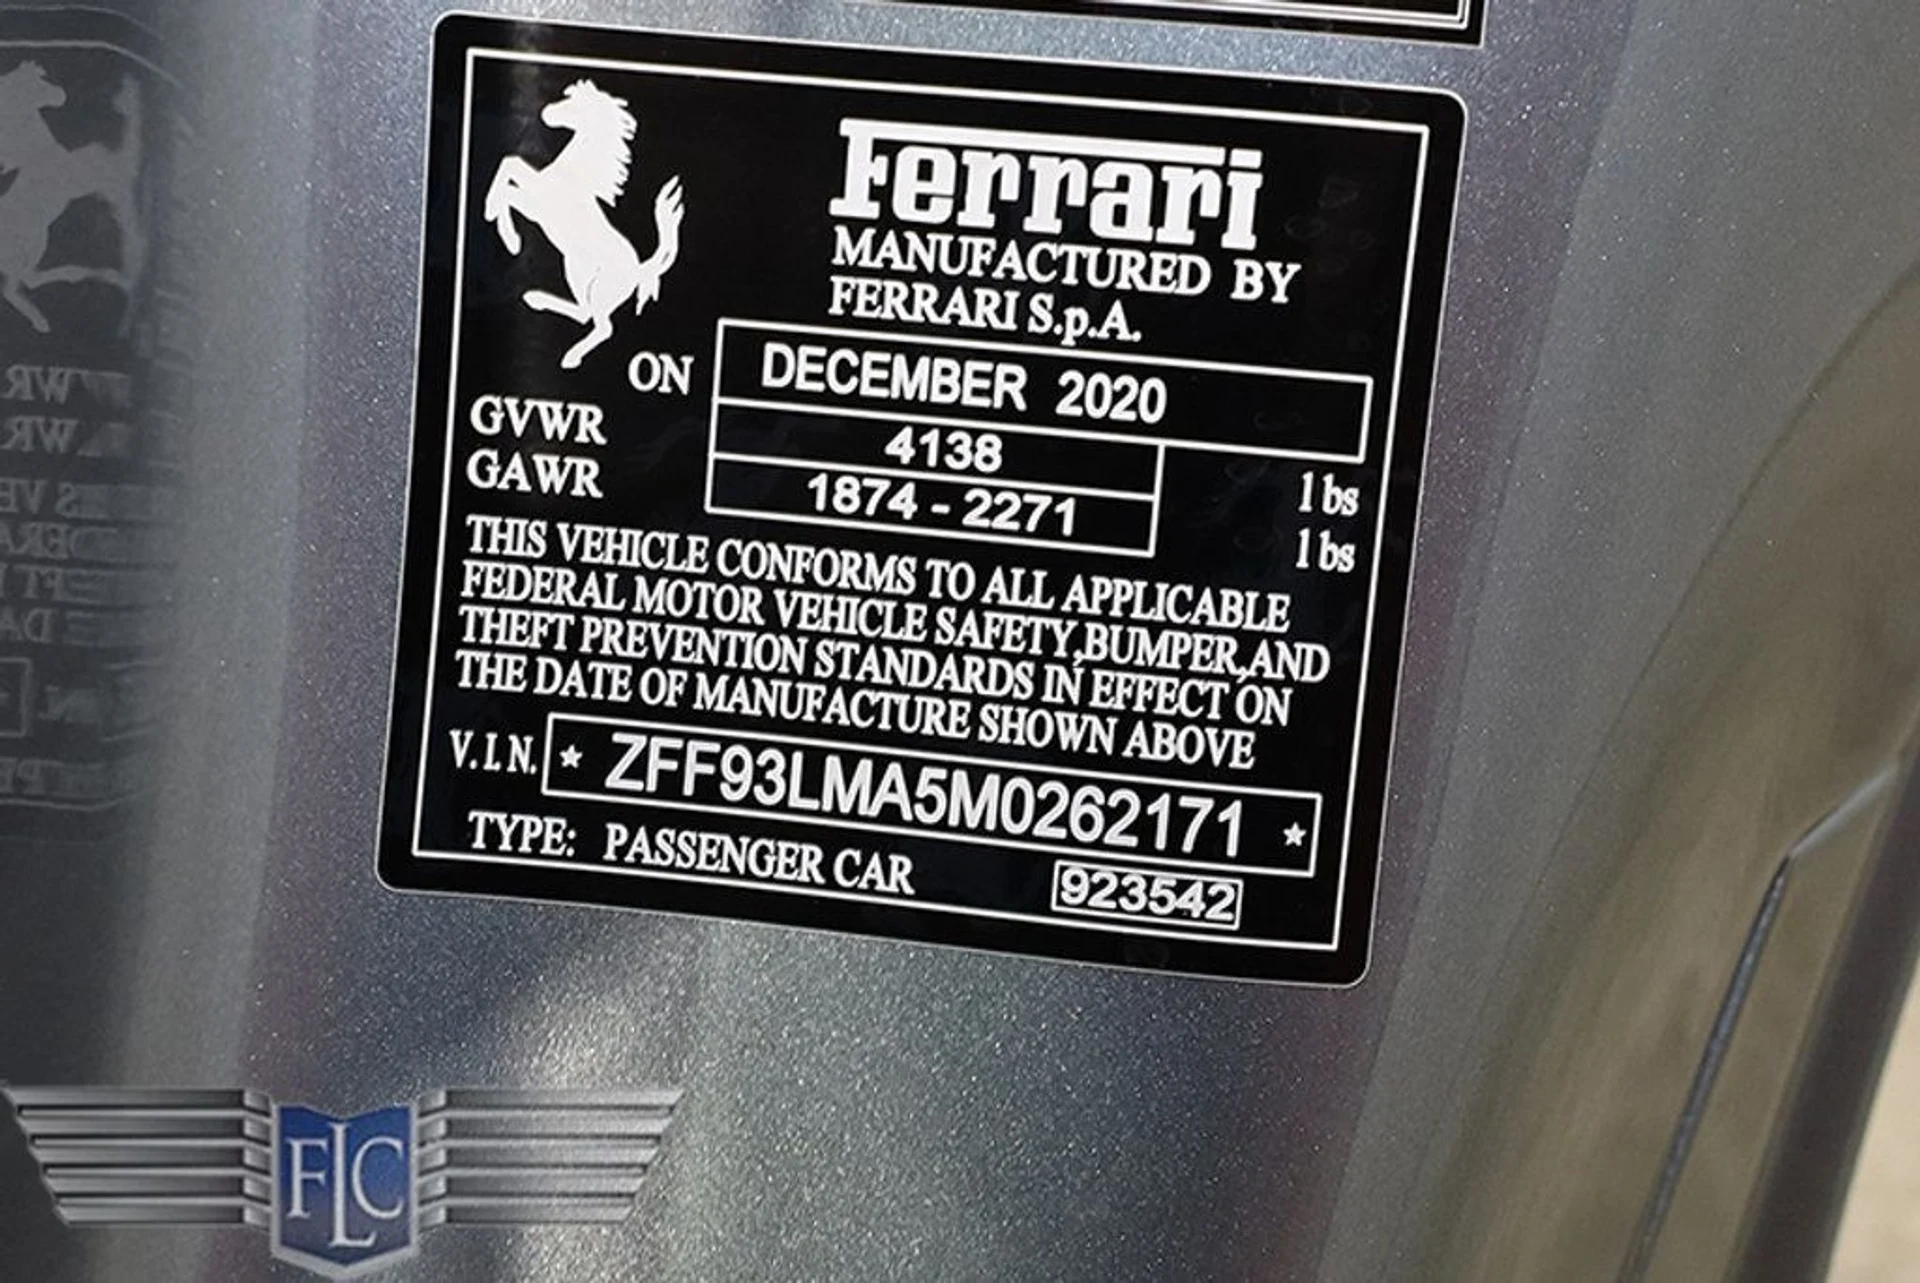 Ferrari
MANUFACTURED BY
FERRARI S.p.A.
ON DECEMBER 2020
GVWR 4138 lbs
GAWR 1874 - 2271 lbs
THIS VEHICLE CONFORMS TO ALL APPLICABLE
FEDERAL MOTOR VEHICLE SAFETY,BUMPER,AND
THEFT PREVENTION STANDARDS IN EFFECT ON
THE DATE OF MANUFACTURE SHOWN ABOVE
V.I.N. * ZFF93LMA5M0262171 *
TYPE: PASSENGER CAR 923542
FLC